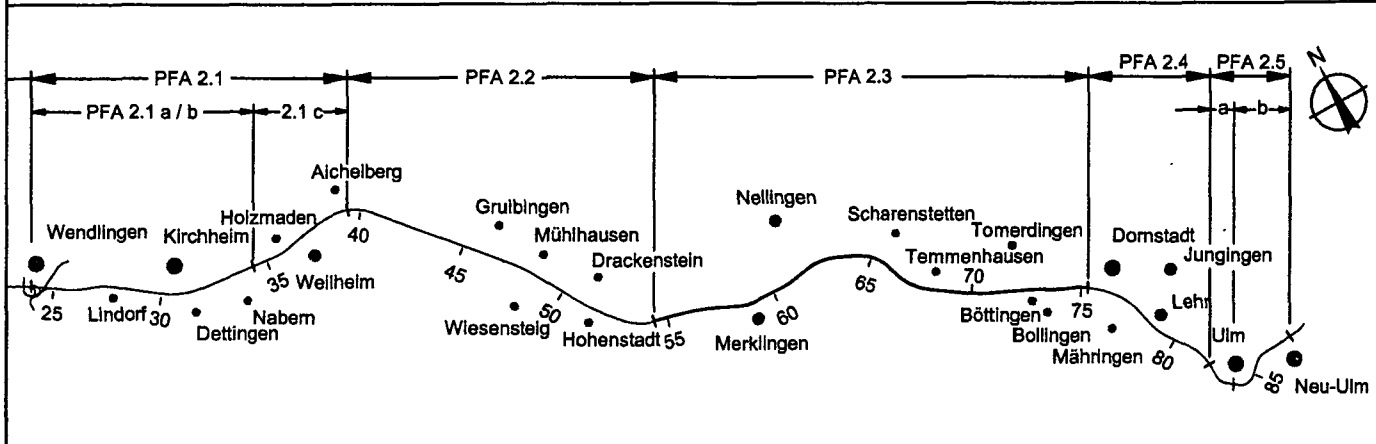 PFA 2.1
PFA 2.2
PFA 2.3
PFA 2.4
PFA 2.5
N
PFA 2.1 a / b
2.1 c
a
b
Aichelberg
Wendlingen
Holzmaden
Kirchheim
Weilheim
Lindorf
Dettingen
Nabern
Gruibingen
Mühlhausen
Drackenstein
Wiesensteig
Hohenstadt
Nellingen
Merklingen
Scharenstetten
Temmenhausen
Tomerdingen
Böttingen
Bollingen
Mähringen
Dornstadt
Jungingen
Lehr
Ulm
Neu-Ulm
25
30
35
40
45
50
55
60
65
70
75
80
85